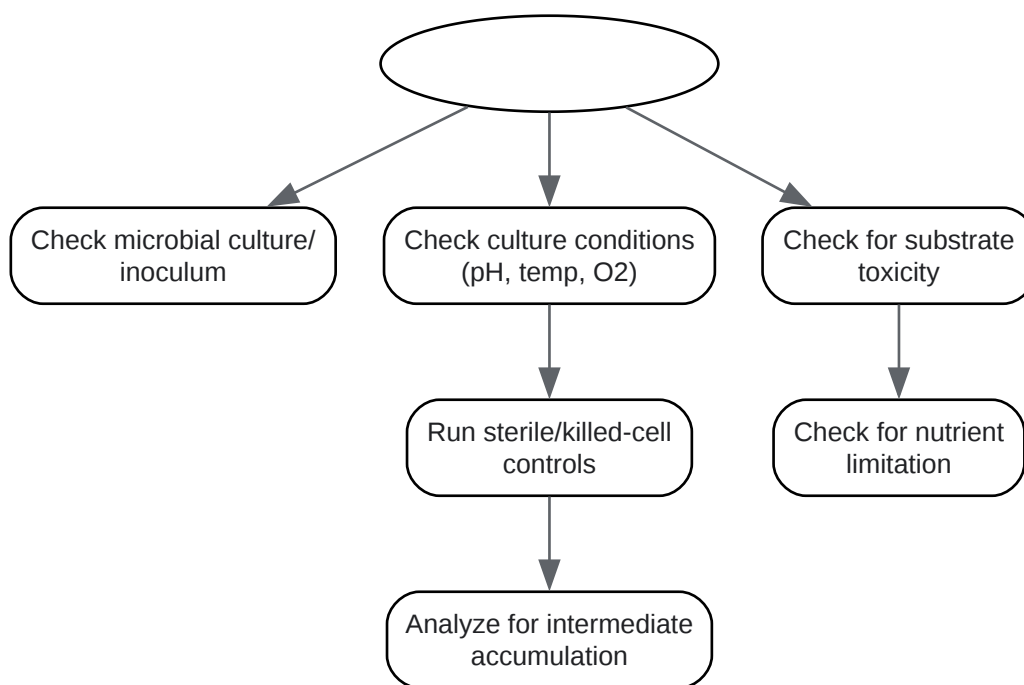 Check microbial culture/
inoculum
Check culture conditions
(pH, temp, O2)
Check for substrate
toxicity
Run sterile/killed-cell
controls
Check for nutrient
limitation
Analyze for intermediate
accumulation